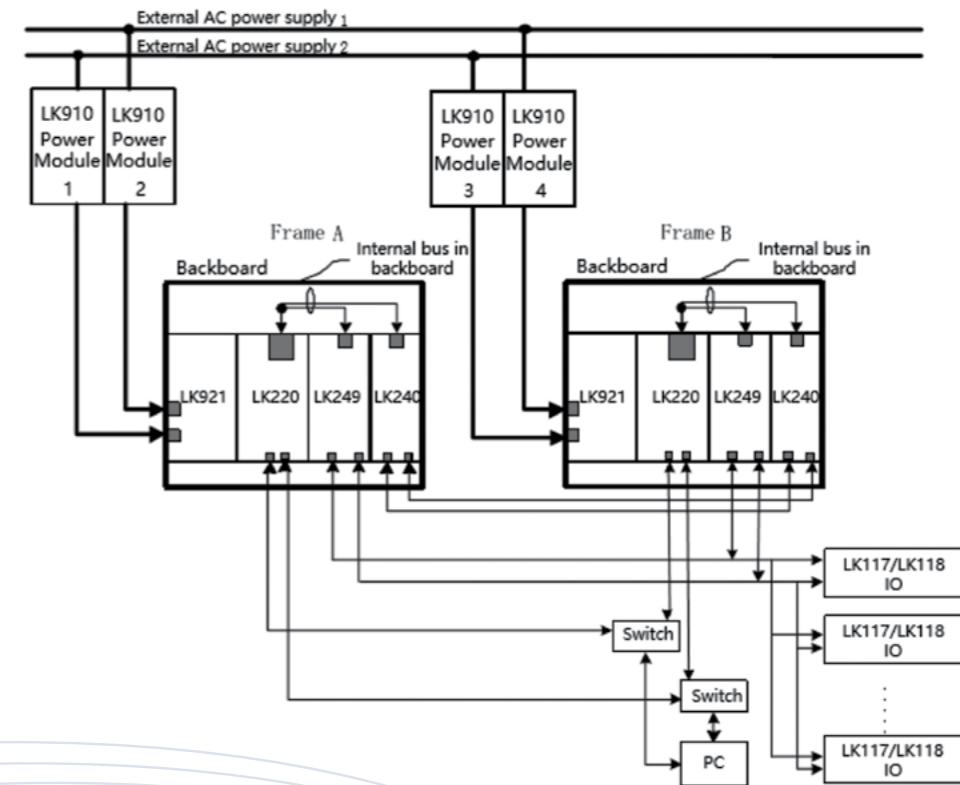 External AC power supply 1
External AC power supply 2
LK910
Power
Module
1
LK910
Power
Module
2
LK910
Power
Module
3
LK910
Power
Module
4
Frame A
Internal bus in
backboard
Backboard
Frame B
Internal bus in
backboard
Backboard
LK921
LK220
LK249
LK240
LK921
LK220
LK249
LK240
LK117/LK118
IO
Switch
LK117/LK118
IO
Switch
PC
LK117/LK118
IO